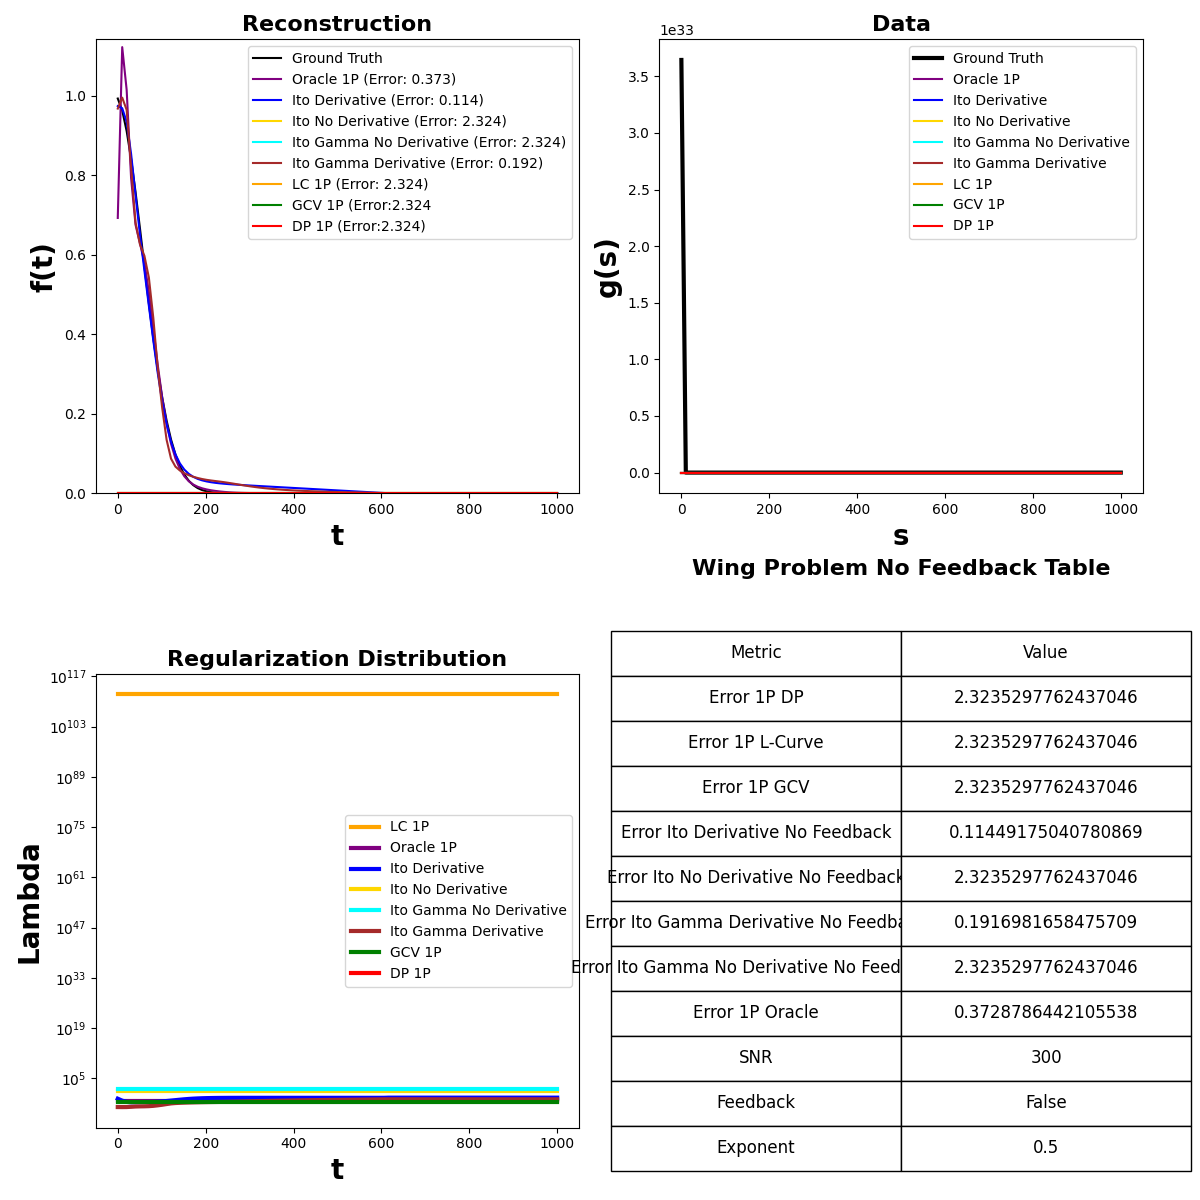 Reconstruction
f(t)
1.0
0.8
0.6
0.4
0.2
0.0
Ground Truth
Oracle 1P (Error: 0.373)
Ito Derivative (Error: 0.114)
Ito No Derivative (Error: 2.324)
Ito Gamma No Derivative (Error: 2.324)
Ito Gamma Derivative (Error: 0.192)
LC 1P (Error: 2.324)
GCV 1P (Error:2.324
DP 1P (Error:2.324)
0 200 400 600 800 1000
t
Data
1e33
g(s)
3.5
3.0
2.5
2.0
1.5
1.0
0.5
0.0
Ground Truth
Oracle 1P
Ito Derivative
Ito No Derivative
Ito Gamma No Derivative
Ito Gamma Derivative
LC 1P
GCV 1P
DP 1P
0 200 400 600 800 1000
s
Regularization Distribution
Lambda
10^117
10^103
10^89
10^75
10^61
10^47
10^33
10^19
10^5
LC 1P
Oracle 1P
Ito Derivative
Ito No Derivative
Ito Gamma No Derivative
Ito Gamma Derivative
GCV 1P
DP 1P
0 200 400 600 800 1000
t
Wing Problem No Feedback Table
Metric Value
Error 1P DP 2.3235297762437046
Error 1P L-Curve 2.3235297762437046
Error 1P GCV 2.3235297762437046
Error Ito Derivative No Feedback 0.11449175040780869
Error Ito No Derivative No Feedback 2.3235297762437046
Error Ito Gamma Derivative No Feedba 0.1916981658475709
Error Ito Gamma No Derivative No Feed 2.3235297762437046
Error 1P Oracle 0.3728786442105538
SNR 300
Feedback False
Exponent 0.5